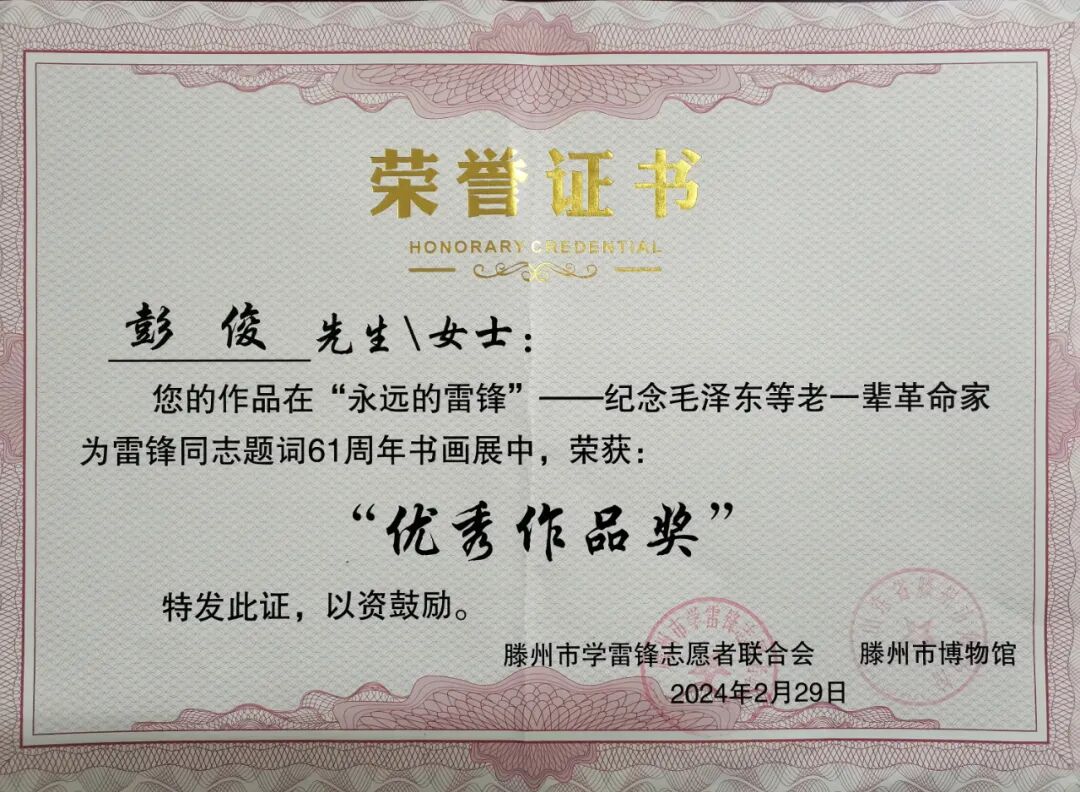 荣誉证书
HONORARY CREDENTIAL
彭 俊 先生\女士：
您的作品在“永远的雷锋”——纪念毛泽东等老一辈革命家
为雷锋同志题词61周年书画展中，荣获：
“优秀作品奖”
特发此证，以资鼓励。
滕州市学雷锋志愿者联合会 滕州市博物馆
2024年2月29日